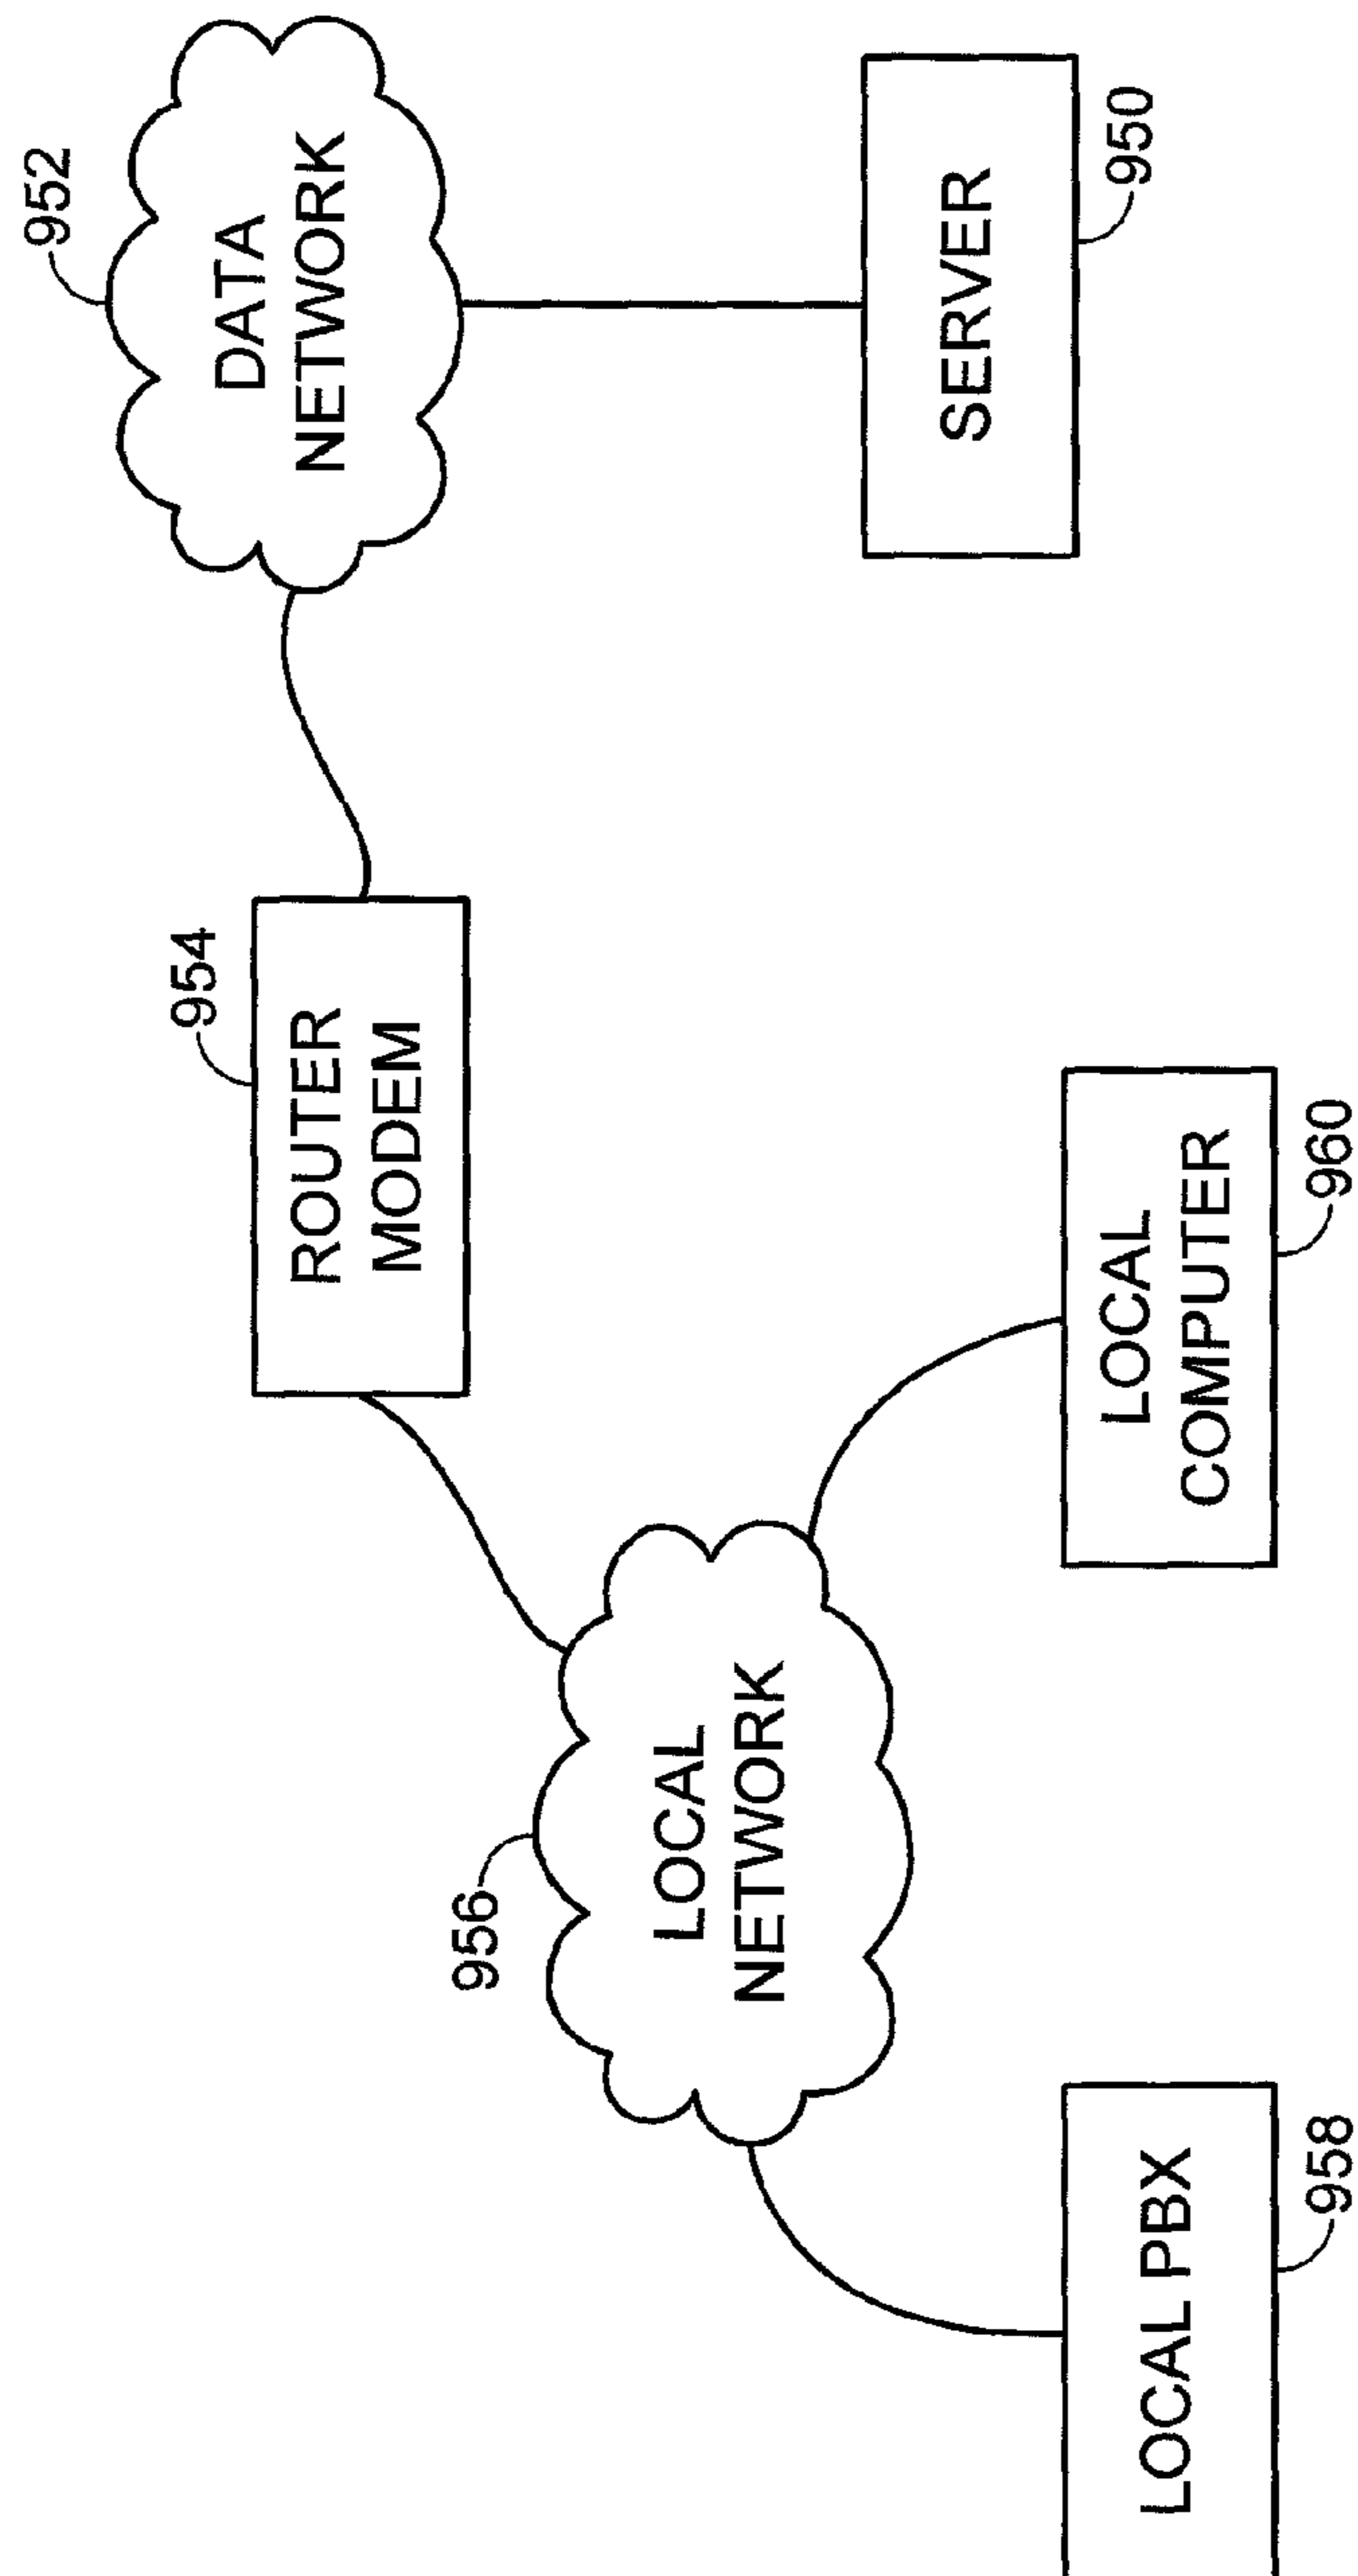 952
DATA
NETWORK
954
ROUTER
MODEM
SERVER
950
956
LOCAL
NETWORK
LOCAL
COMPUTER
960
LOCAL PBX
958